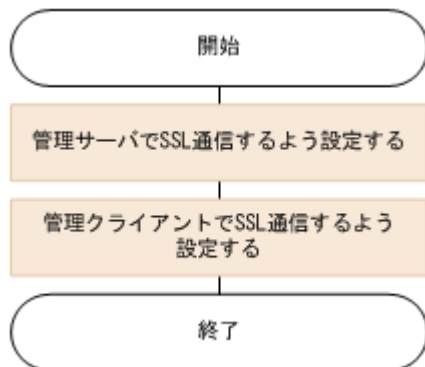 開始
管理サーバでSSL通信するよう設定する
管理クライアントでSSL通信するよう
設定する
終了